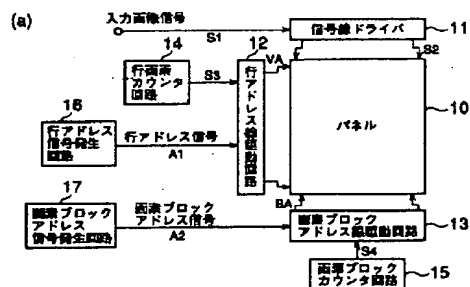 (a)
入力画像信号
S1
信号線ドライバ
11
14
行画素
カウンタ
回路
S3
12
VA
S2
行アドレス線駆動回路
パネル
10
16
行アドレス
信号発生
回路
行アドレス信号
A1
17
画素ブロック
アドレス
信号発生回路
画素ブロック
アドレス信号
A2
BA
画素ブロック
アドレス線駆動回路
13
S4
画素ブロック
カウンタ回路
15